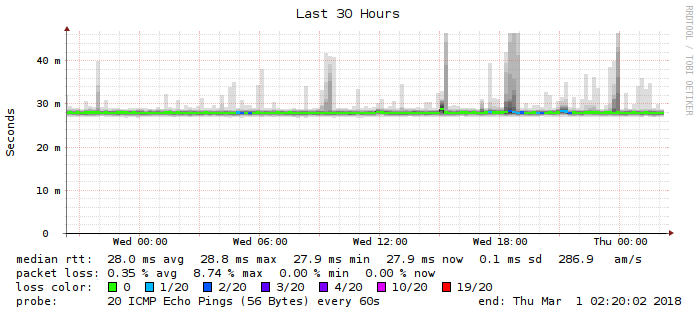 Last 30 Hours
RRDTOOL / TOBI OETIKER
Seconds
40 m
30 m
20 m
10 m
0
Wed 00:00 Wed 06:00 Wed 12:00 Wed 18:00 Thu 00:00
median rtt: 28.0 ms avg 28.8 ms max 27.9 ms min 27.9 ms now 0.1 ms sd 286.9 am/s
packet loss: 0.35 % avg 8.74 % max 0.00 % min 0.00 % now
loss color: 0 1/20 2/20 3/20 4/20 10/20 19/20
probe: 20 ICMP Echo Pings (56 Bytes) every 60s end: Thu Mar 1 02:20:02 2018